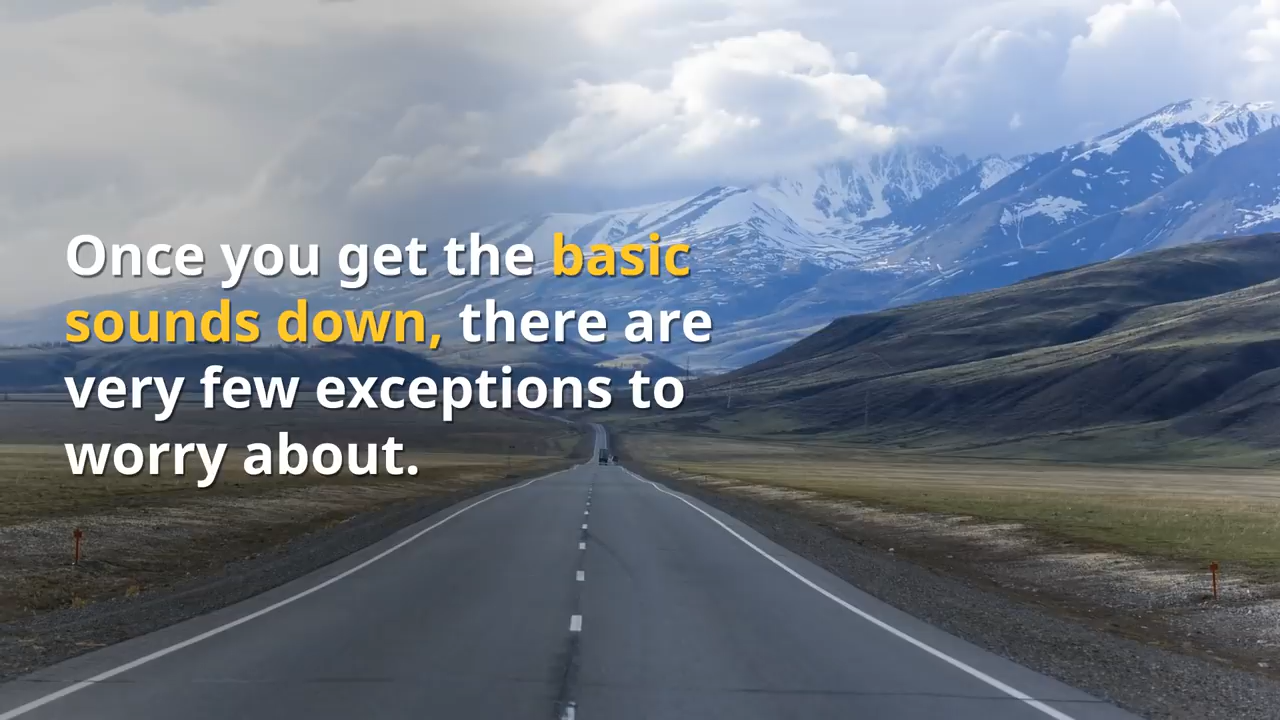 Once you get the basic
sounds down, there are
very few exceptions to
worry about.